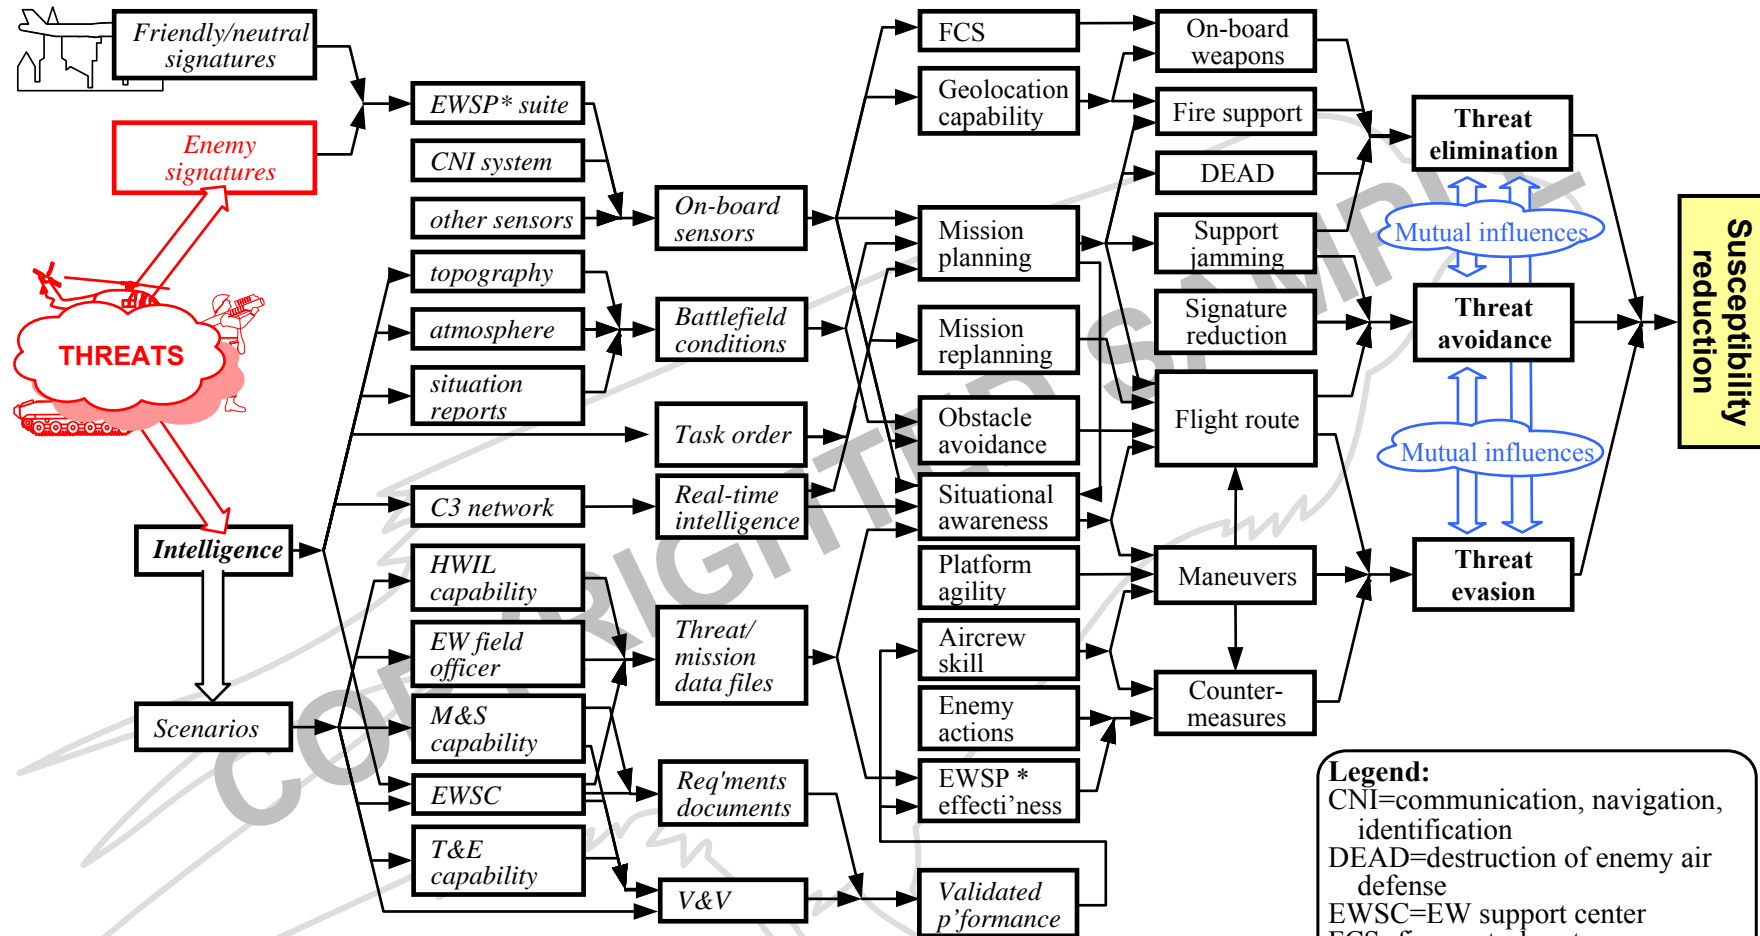 Friendly/neutral
signatures
Enemy
signatures
THREATS
Intelligence
Scenarios
EWSP* suite
CNI system
other sensors
topography
atmosphere
situation
reports
C3 network
HWIL
capability
EW field
officer
M&S
capability
EWSC
T&E
capability
On-board
sensors
Battlefield
conditions
Task order
Real-time
intelligence
Threat/
mission
data files
Req'ments
documents
V&V
FCS
Geolocation
capability
Mission
planning
Mission
replanning
Obstacle
avoidance
Situational
awareness
Platform
agility
Aircrew
skill
Enemy
actions
EWSP *
effecti’ness
Validated
p’formance
On-board
weapons
Fire support
DEAD
Support
jamming
Signature
reduction
Flight route
Maneuvers
Counter-
measures
Threat
elimination
Mutual influences
Threat
avoidance
Mutual influences
Threat
evasion
Susceptibility
reduction
Legend:
CNI=communication, navigation,
identification
DEAD=destruction of enemy air
defense
EWSC=EW support center
COPYRIGHTED SAMPLE